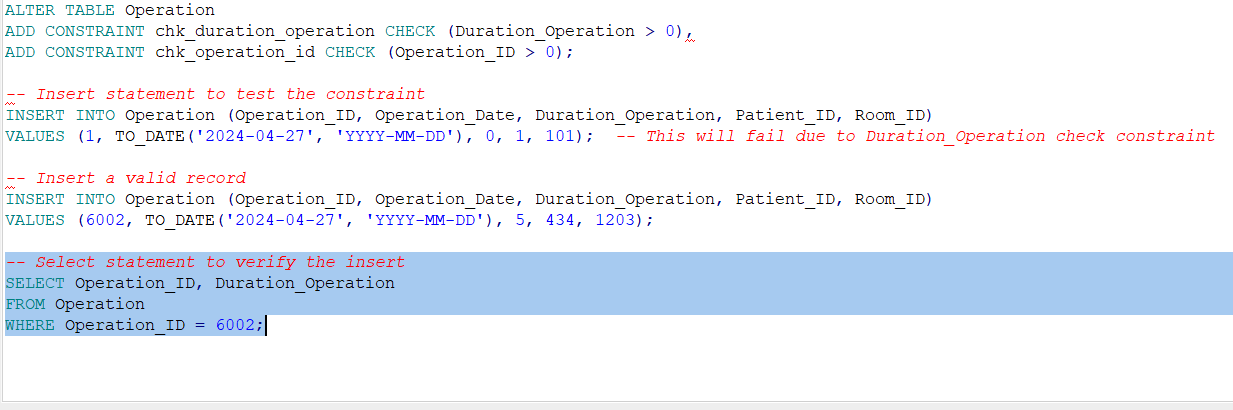 ALTER TABLE Operation
ADD CONSTRAINT chk_duration_operation CHECK (Duration_Operation > 0),
ADD CONSTRAINT chk_operation_id CHECK (Operation_ID > 0);
-- Insert statement to test the constraint
INSERT INTO Operation (Operation_ID, Operation_Date, Duration_Operation, Patient_ID, Room_ID)
VALUES (1, TO_DATE('2024-04-27', 'YYYY-MM-DD'), 0, 1, 101);  -- This will fail due to Duration_Operation check constraint
-- Insert a valid record
INSERT INTO Operation (Operation_ID, Operation_Date, Duration_Operation, Patient_ID, Room_ID)
VALUES (6002, TO_DATE('2024-04-27', 'YYYY-MM-DD'), 5, 434, 1203);
-- Select statement to verify the insert
SELECT Operation_ID, Duration_Operation
FROM Operation
WHERE Operation_ID = 6002;